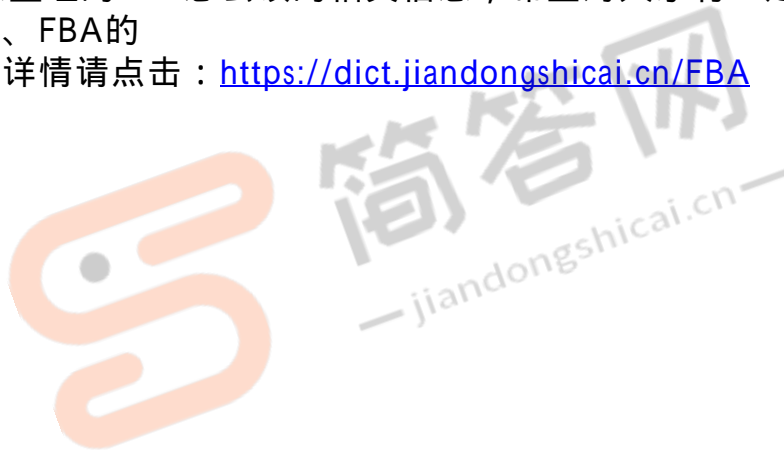 、FBA的
详情请点击：https://dict.jiandongshicai.cn/FBA
简答网
— jiandongshicai.cn —